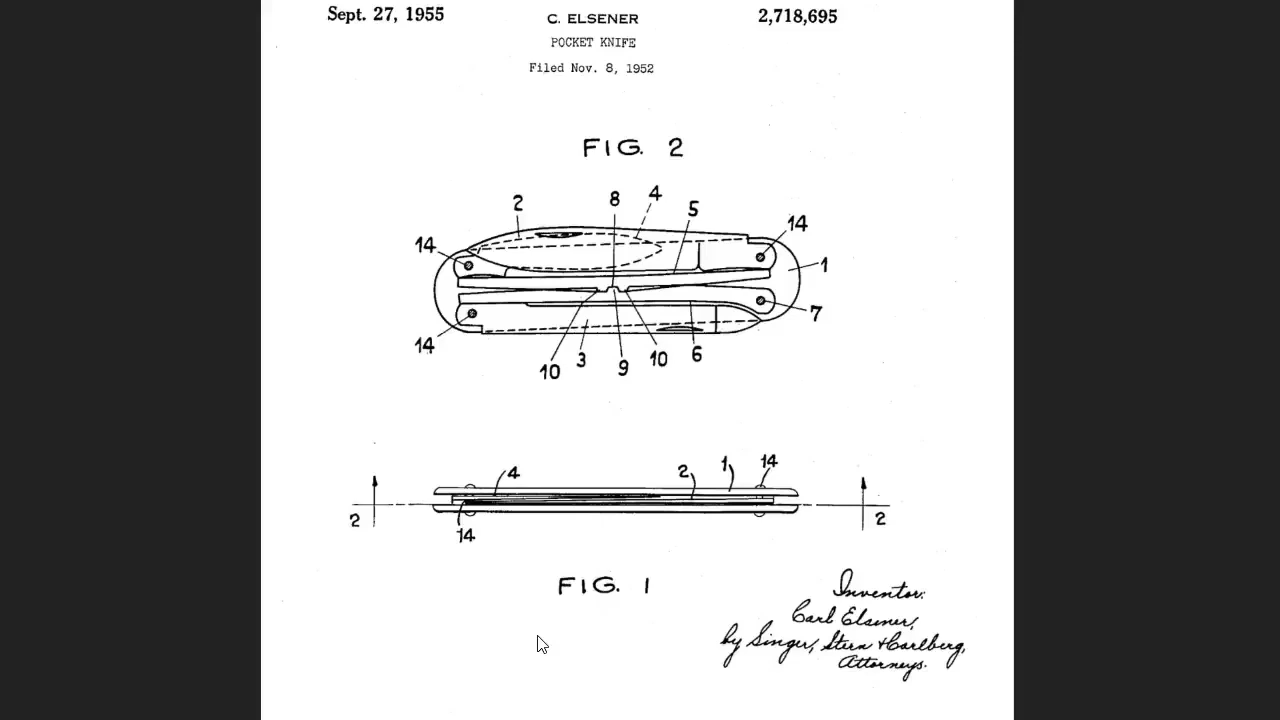 Sept. 27, 1955 C. ELSENER 2,718,695
POCKET KNIFE
Filed Nov. 8, 1952
FIG. 2
2 8 4 5 14
14 1
7
14
10 3 9 10 6
4 2 1 14
2 2
14
FIG. 1
Inventor:
Carl Elsener,
by Singer, Stern & Carlberg,
Attorneys.